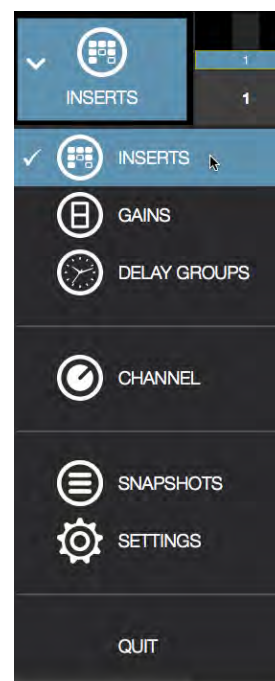 1
INSERTS
1
INSERTS
GAINS
DELAY GROUPS
CHANNEL
SNAPSHOTS
SETTINGS
QUIT